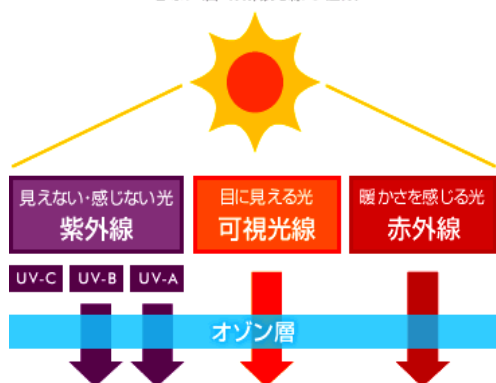 見えない・感じない光
紫外線
目に見える光
可視光線
暖かさを感じる光
赤外線
UV-C
UV-B
UV-A
オゾン層